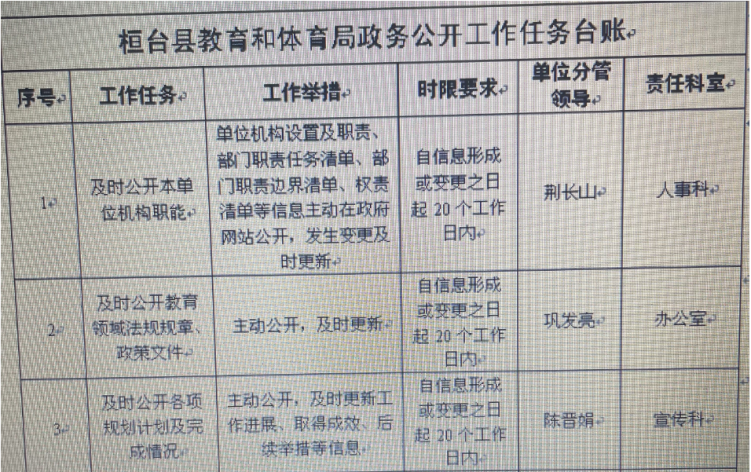 桓台县教育和体育局政务公开工作任务台账
序号 工作任务 工作举措 时限要求 单位分管领导 责任科室
1
及时公开本单
位机构职能
单位机构设置及职责、
部门职责任务清单、部
门职责边界清单、权责
清单等信息主动在政府
网站公开，发生变更及
时更新
自信息形成
或变更之日
起 20 个工作
日内
荆长山
人事科
2
及时公开教育
领域法规规章、
政策文件
主动公开，及时更新
自信息形成
或变更之日
起 20 个工作
日内
巩发亮
办公室
3
及时公开各项
规划计划及完
成情况
主动公开，及时更新工
作进展、取得成效、后
续举措等信息
自信息形成
或变更之日
起 20 个工作
日内
陈晋娟
宣传科